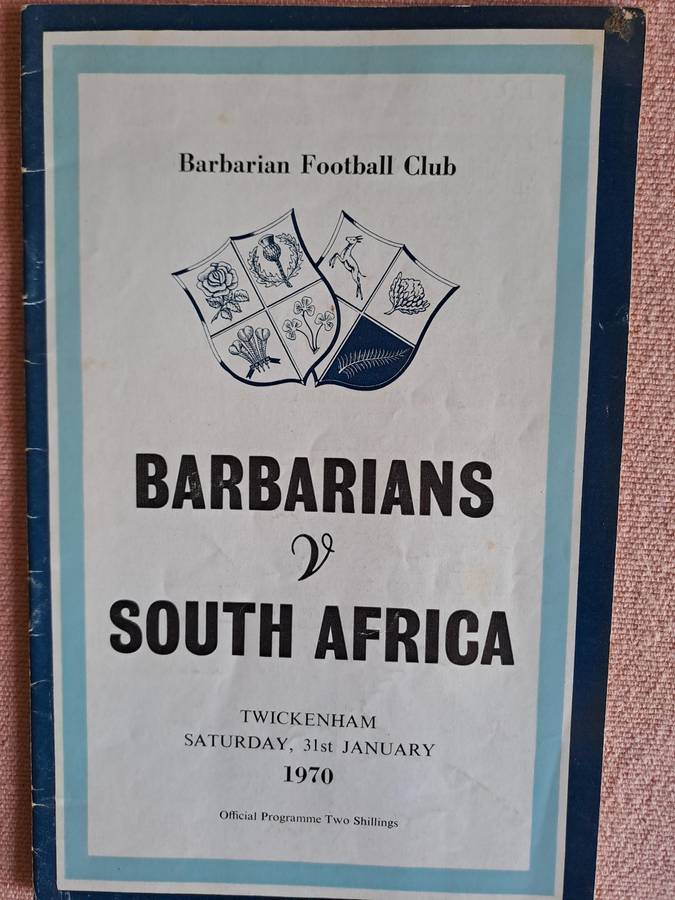 Barbarian Football Club
BARBARIANS
v
SOUTH AFRICA
TWICKENHAM
SATURDAY, 31st JANUARY
1970
Official Programme Two Shillings